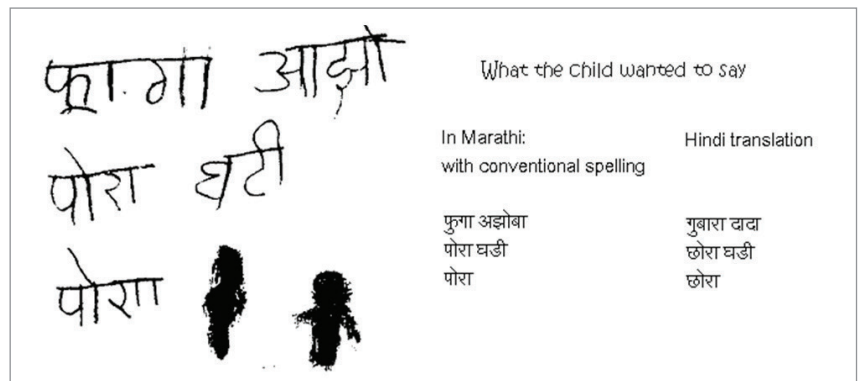 फुगा आझो
पोरा घटी
पोरा
What the child wanted to say
In Marathi:
with conventional spelling
Hindi translation
फुगा अझोबा
पोरा घडी
पोरा
गुबारा दादा
छोरा घडी
छोरा